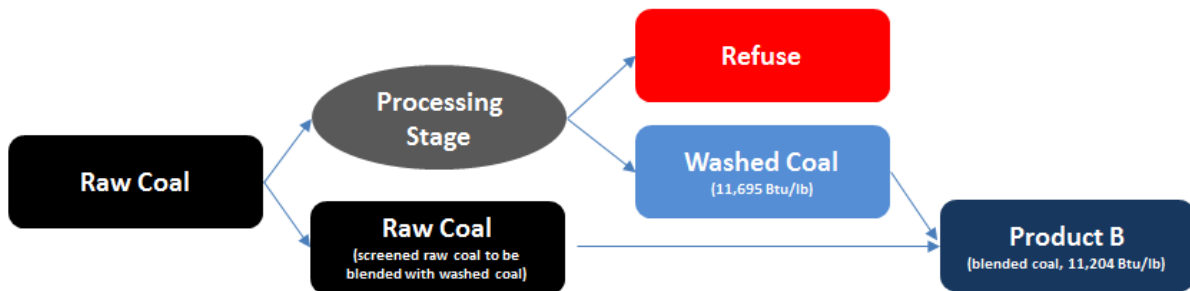 Refuse
Processing
Stage
Raw Coal
Washed Coal
(11,695 Btu/lb)
Raw Coal
(screened raw coal to be
blended with washed coal)
Product B
(blended coal, 11,204 Btu/lb)